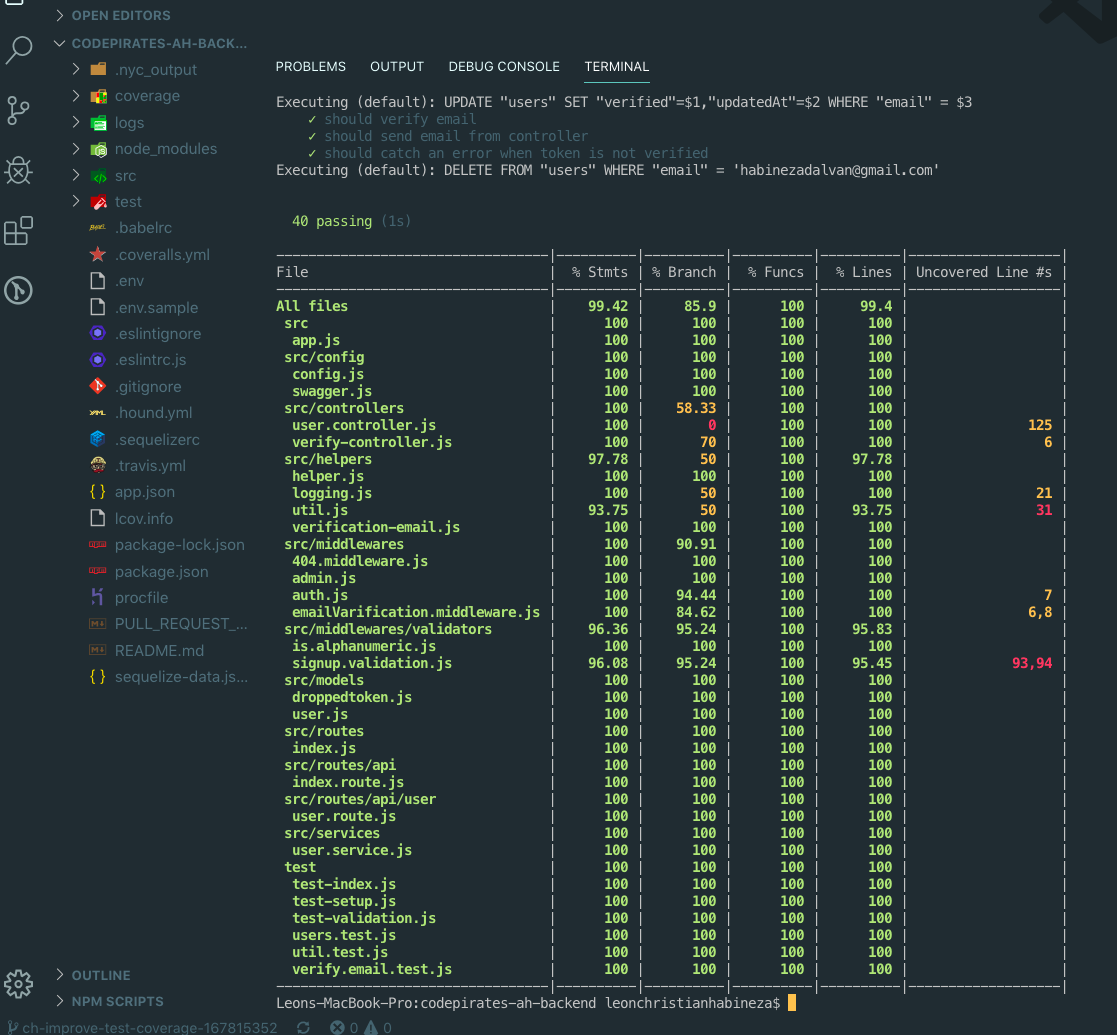 OPEN EDITORS
CODEPIRATES-AH-BACK...
.nyc_output
coverage
logs
node_modules
src
test
.babelrc
.coveralls.yml
.env
.env.sample
.eslintignore
.eslintrc.js
.gitignore
.hound.yml
.sequelizerc
.travis.yml
app.json
lcov.info
package-lock.json
package.json
procfile
PULL_REQUEST_...
README.md
sequelize-data.js...
OUTLINE
NPM SCRIPTS
PROBLEMS OUTPUT DEBUG CONSOLE TERMINAL
Executing (default): UPDATE "users" SET "verified"=$1,"updatedAt"=$2 WHERE "email" = $3
✓ should verify email
✓ should send email from controller
✓ should catch an error when token is not verified
Executing (default): DELETE FROM "users" WHERE "email" = 'habinezadalvan@gmail.com'
40 passing (1s)
File | % Stmts | % Branch | % Funcs | % Lines | Uncovered Line #s |
All files | 99.42 | 85.9 | 100 | 99.4 | |
src | 100 | 100 | 100 | 100 | |
app.js | 100 | 100 | 100 | 100 | |
src/config | 100 | 100 | 100 | 100 | |
config.js | 100 | 100 | 100 | 100 | |
swagger.js | 100 | 100 | 100 | 100 | |
src/controllers | 100 | 58.33 | 100 | 100 | |
user.controller.js | 100 | 0 | 100 | 100 | 125 |
verify-controller.js | 100 | 70 | 100 | 100 | 6 |
src/helpers | 97.78 | 50 | 100 | 97.78 | |
helper.js | 100 | 100 | 100 | 100 | |
logging.js | 100 | 50 | 100 | 100 | 21 |
util.js | 93.75 | 50 | 100 | 93.75 | 31 |
verification-email.js | 100 | 100 | 100 | 100 | |
src/middlewares | 100 | 90.91 | 100 | 100 | |
404.middleware.js | 100 | 100 | 100 | 100 | |
admin.js | 100 | 100 | 100 | 100 | |
auth.js | 100 | 94.44 | 100 | 100 | 7 |
emailVarification.middleware.js | 100 | 84.62 | 100 | 100 | 6,8 |
src/middlewares/validators | 96.36 | 95.24 | 100 | 95.83 | |
is.alphanumeric.js | 100 | 100 | 100 | 100 | |
signup.validation.js | 96.08 | 95.24 | 100 | 95.45 | 93,94 |
src/models | 100 | 100 | 100 | 100 | |
droppedtoken.js | 100 | 100 | 100 | 100 | |
user.js | 100 | 100 | 100 | 100 | |
src/routes | 100 | 100 | 100 | 100 | |
index.js | 100 | 100 | 100 | 100 | |
src/routes/api | 100 | 100 | 100 | 100 | |
index.route.js | 100 | 100 | 100 | 100 | |
src/routes/api/user | 100 | 100 | 100 | 100 | |
user.route.js | 100 | 100 | 100 | 100 | |
src/services | 100 | 100 | 100 | 100 | |
user.service.js | 100 | 100 | 100 | 100 | |
test | 100 | 100 | 100 | 100 | |
test-index.js | 100 | 100 | 100 | 100 | |
test-setup.js | 100 | 100 | 100 | 100 | |
test-validation.js | 100 | 100 | 100 | 100 | |
users.test.js | 100 | 100 | 100 | 100 | |
util.test.js | 100 | 100 | 100 | 100 | |
verify.email.test.js | 100 | 100 | 100 | 100 | |
Leons-MacBook-Pro:codepirates-ah-backend leonchristianhabineza$
ch-improve-test-coverage-167815352 0 0